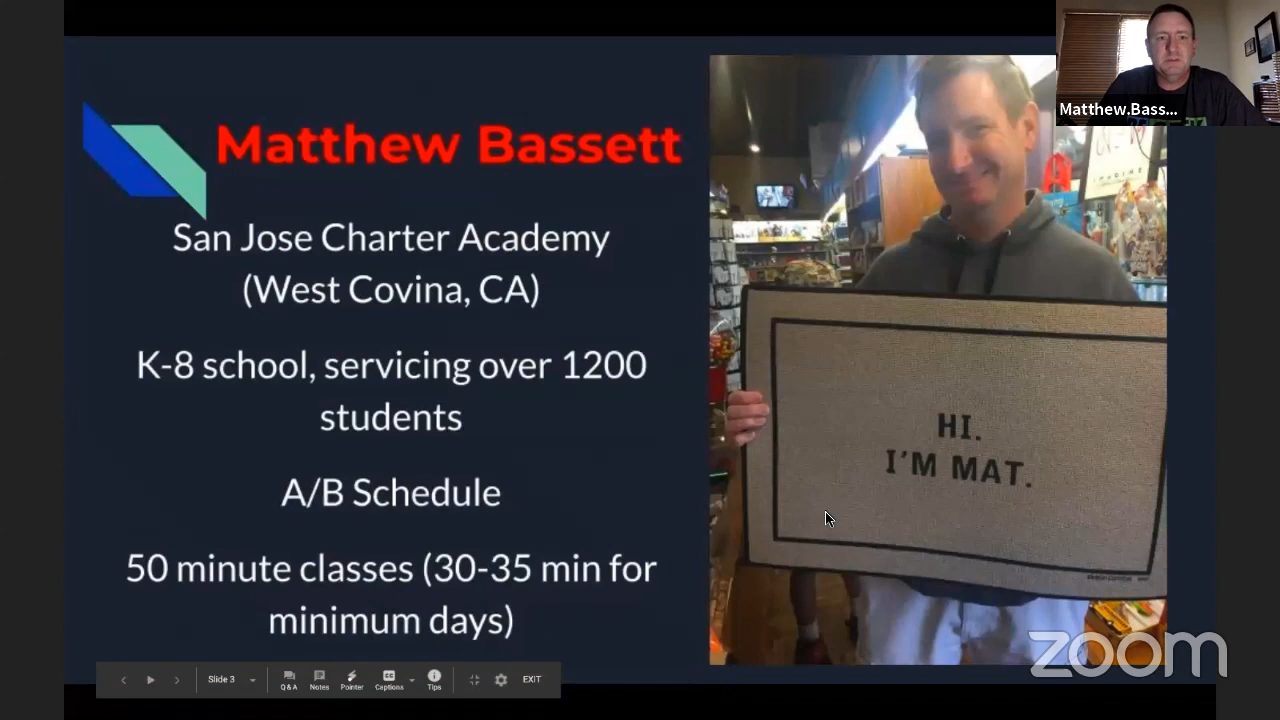 Matthew.Bass...
Matthew Bassett
San Jose Charter Academy
(West Covina, CA)
K-8 school, servicing over 1200
students
A/B Schedule
50 minute classes (30-35 min for
minimum days)
IMAGINE
HI.
I'M MAT.
zoom
Slide 3
Q&A
Notes
Pointer
Captions
Tips
EXIT